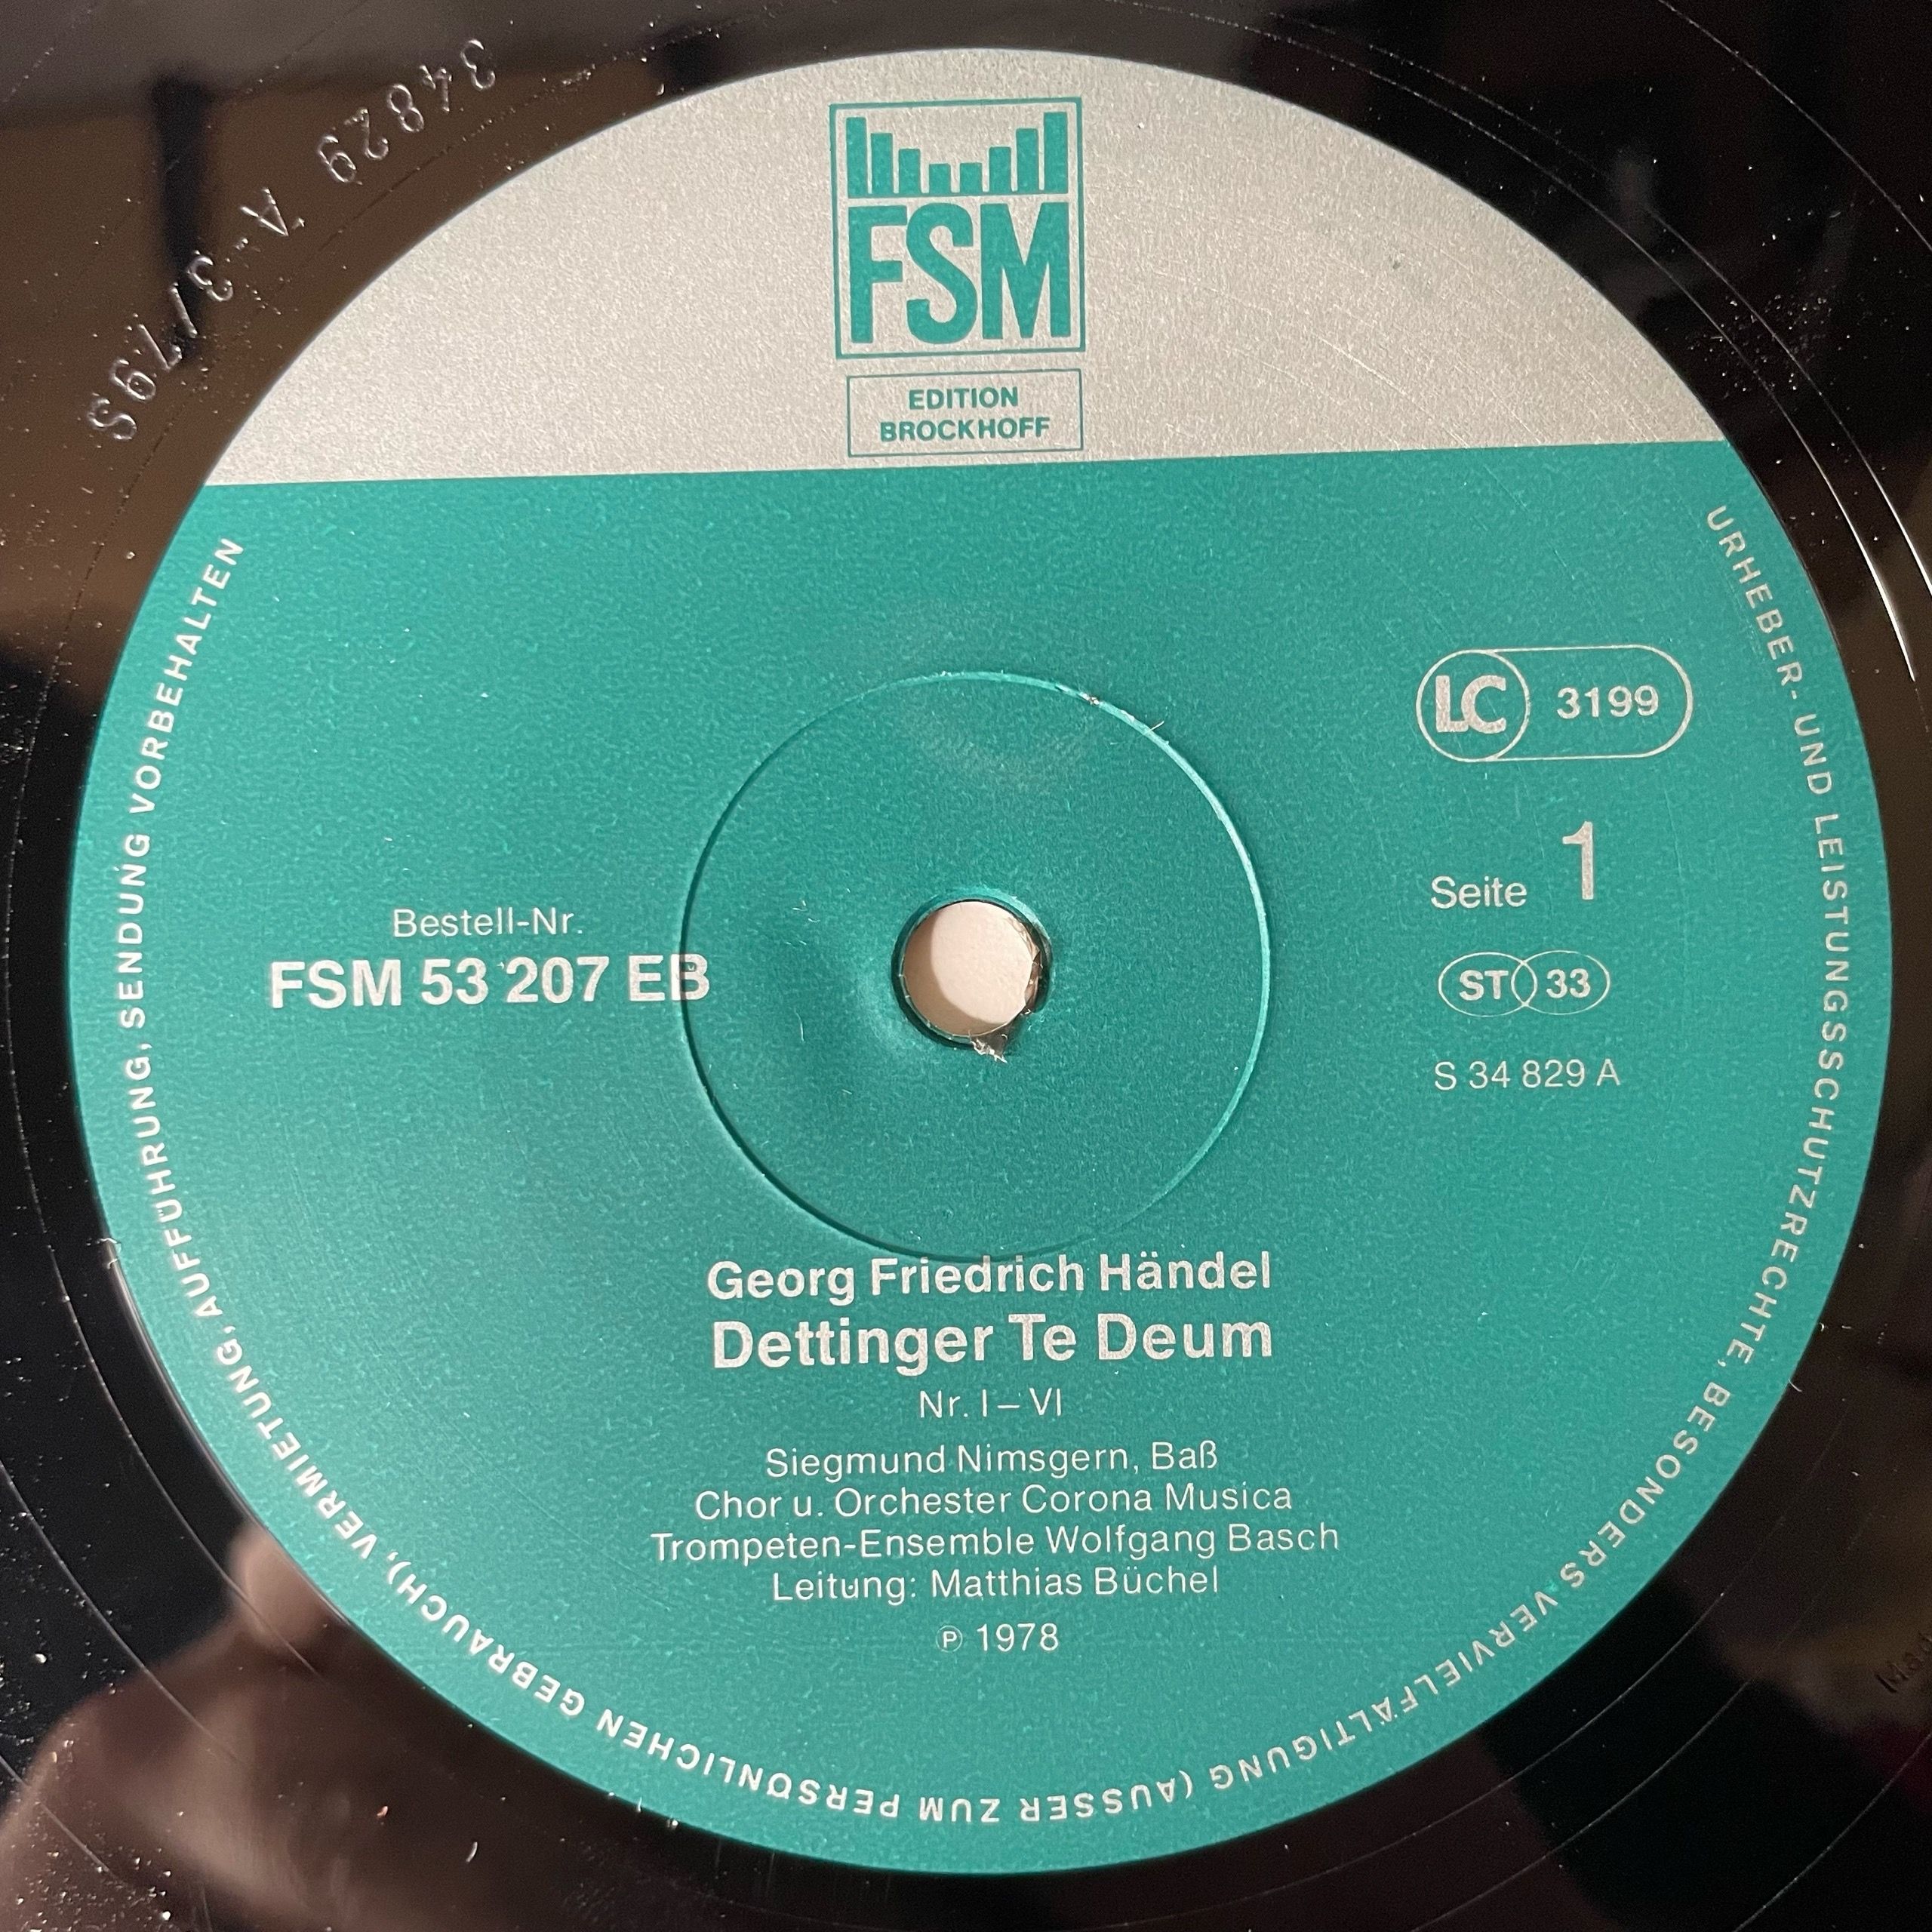 34829 - A - 3/79S
FSM
EDITION
BROCKHOFF
URHEBER- UND LEISTUNGSSCHUTZRECHTE, BESONDERS VERVIELFÄLTIGUNG (AUSSER ZUM PERSÖNLICHEN GEBRAUCH), VERMIETUNG, AUFFÜHRUNG, SENDUNG VORBEHALTEN
LC 3199
Seite 1
Bestell-Nr.
FSM 53 207 EB
ST 33
S 34 829 A
Georg Friedrich Händel
Dettinger Te Deum
Nr. I – VI
Siegmund Nimsgern, Baß
Chor u. Orchester Corona Musica
Trompeten-Ensemble Wolfgang Basch
Leitung: Matthias Büchel
℗ 1978